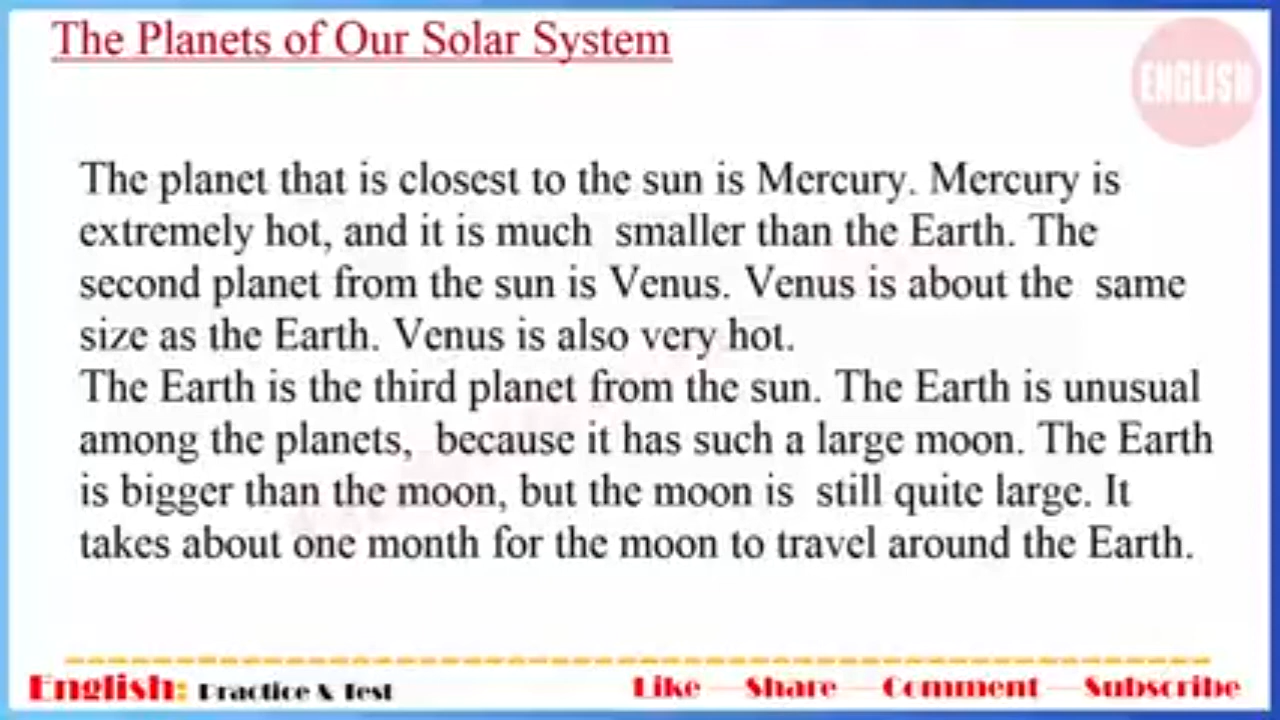 The Planets of Our Solar System
ENGLISH
The planet that is closest to the sun is Mercury. Mercury is
extremely hot, and it is much smaller than the Earth. The
second planet from the sun is Venus. Venus is about the same
size as the Earth. Venus is also very hot.
The Earth is the third planet from the sun. The Earth is unusual
among the planets, because it has such a large moon. The Earth
is bigger than the moon, but the moon is still quite large. It
takes about one month for the moon to travel around the Earth.
English: Practice & Test
Like — Share — Comment — Subscribe